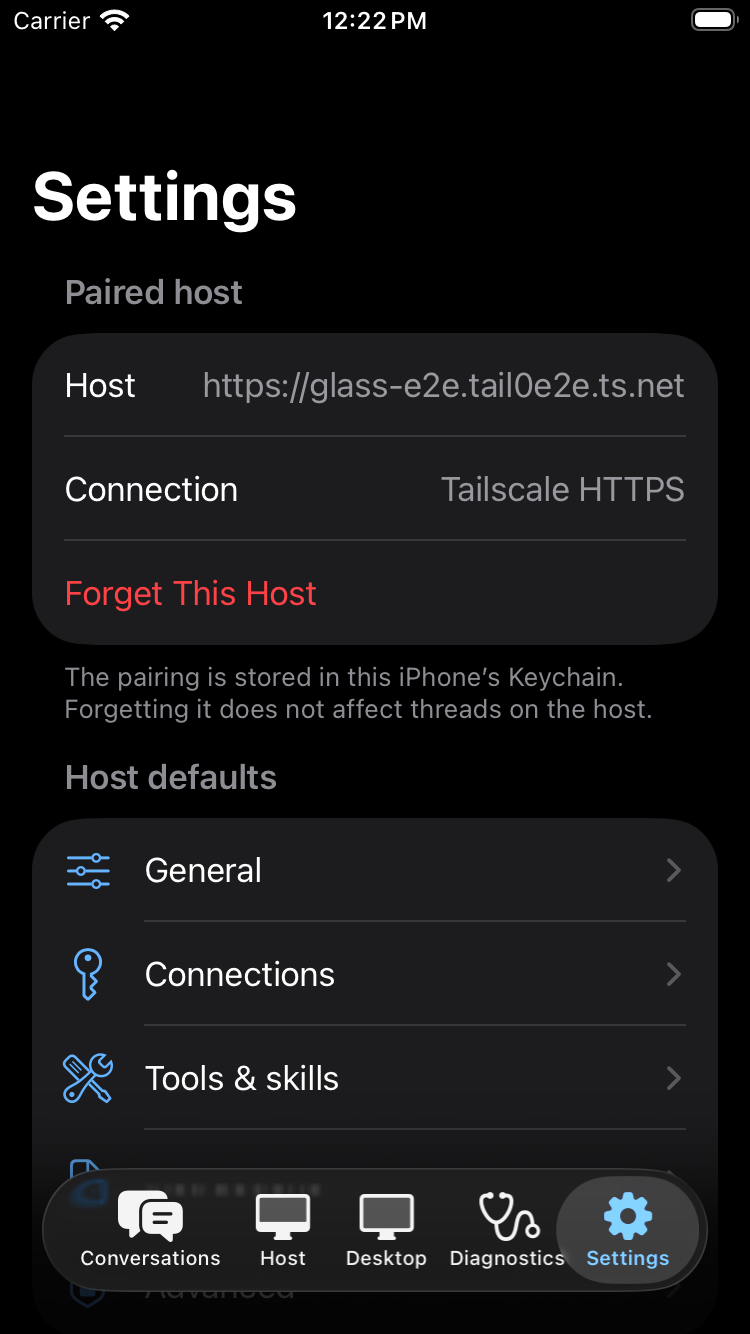 Carrier 12:22 PM
Settings
Paired host
Host https://glass-e2e.tail0e2e.ts.net
Connection Tailscale HTTPS
Forget This Host
The pairing is stored in this iPhone’s Keychain.
Forgetting it does not affect threads on the host.
Host defaults
General
Connections
Tools & skills
Conversations Host Desktop Diagnostics Settings
Advanced